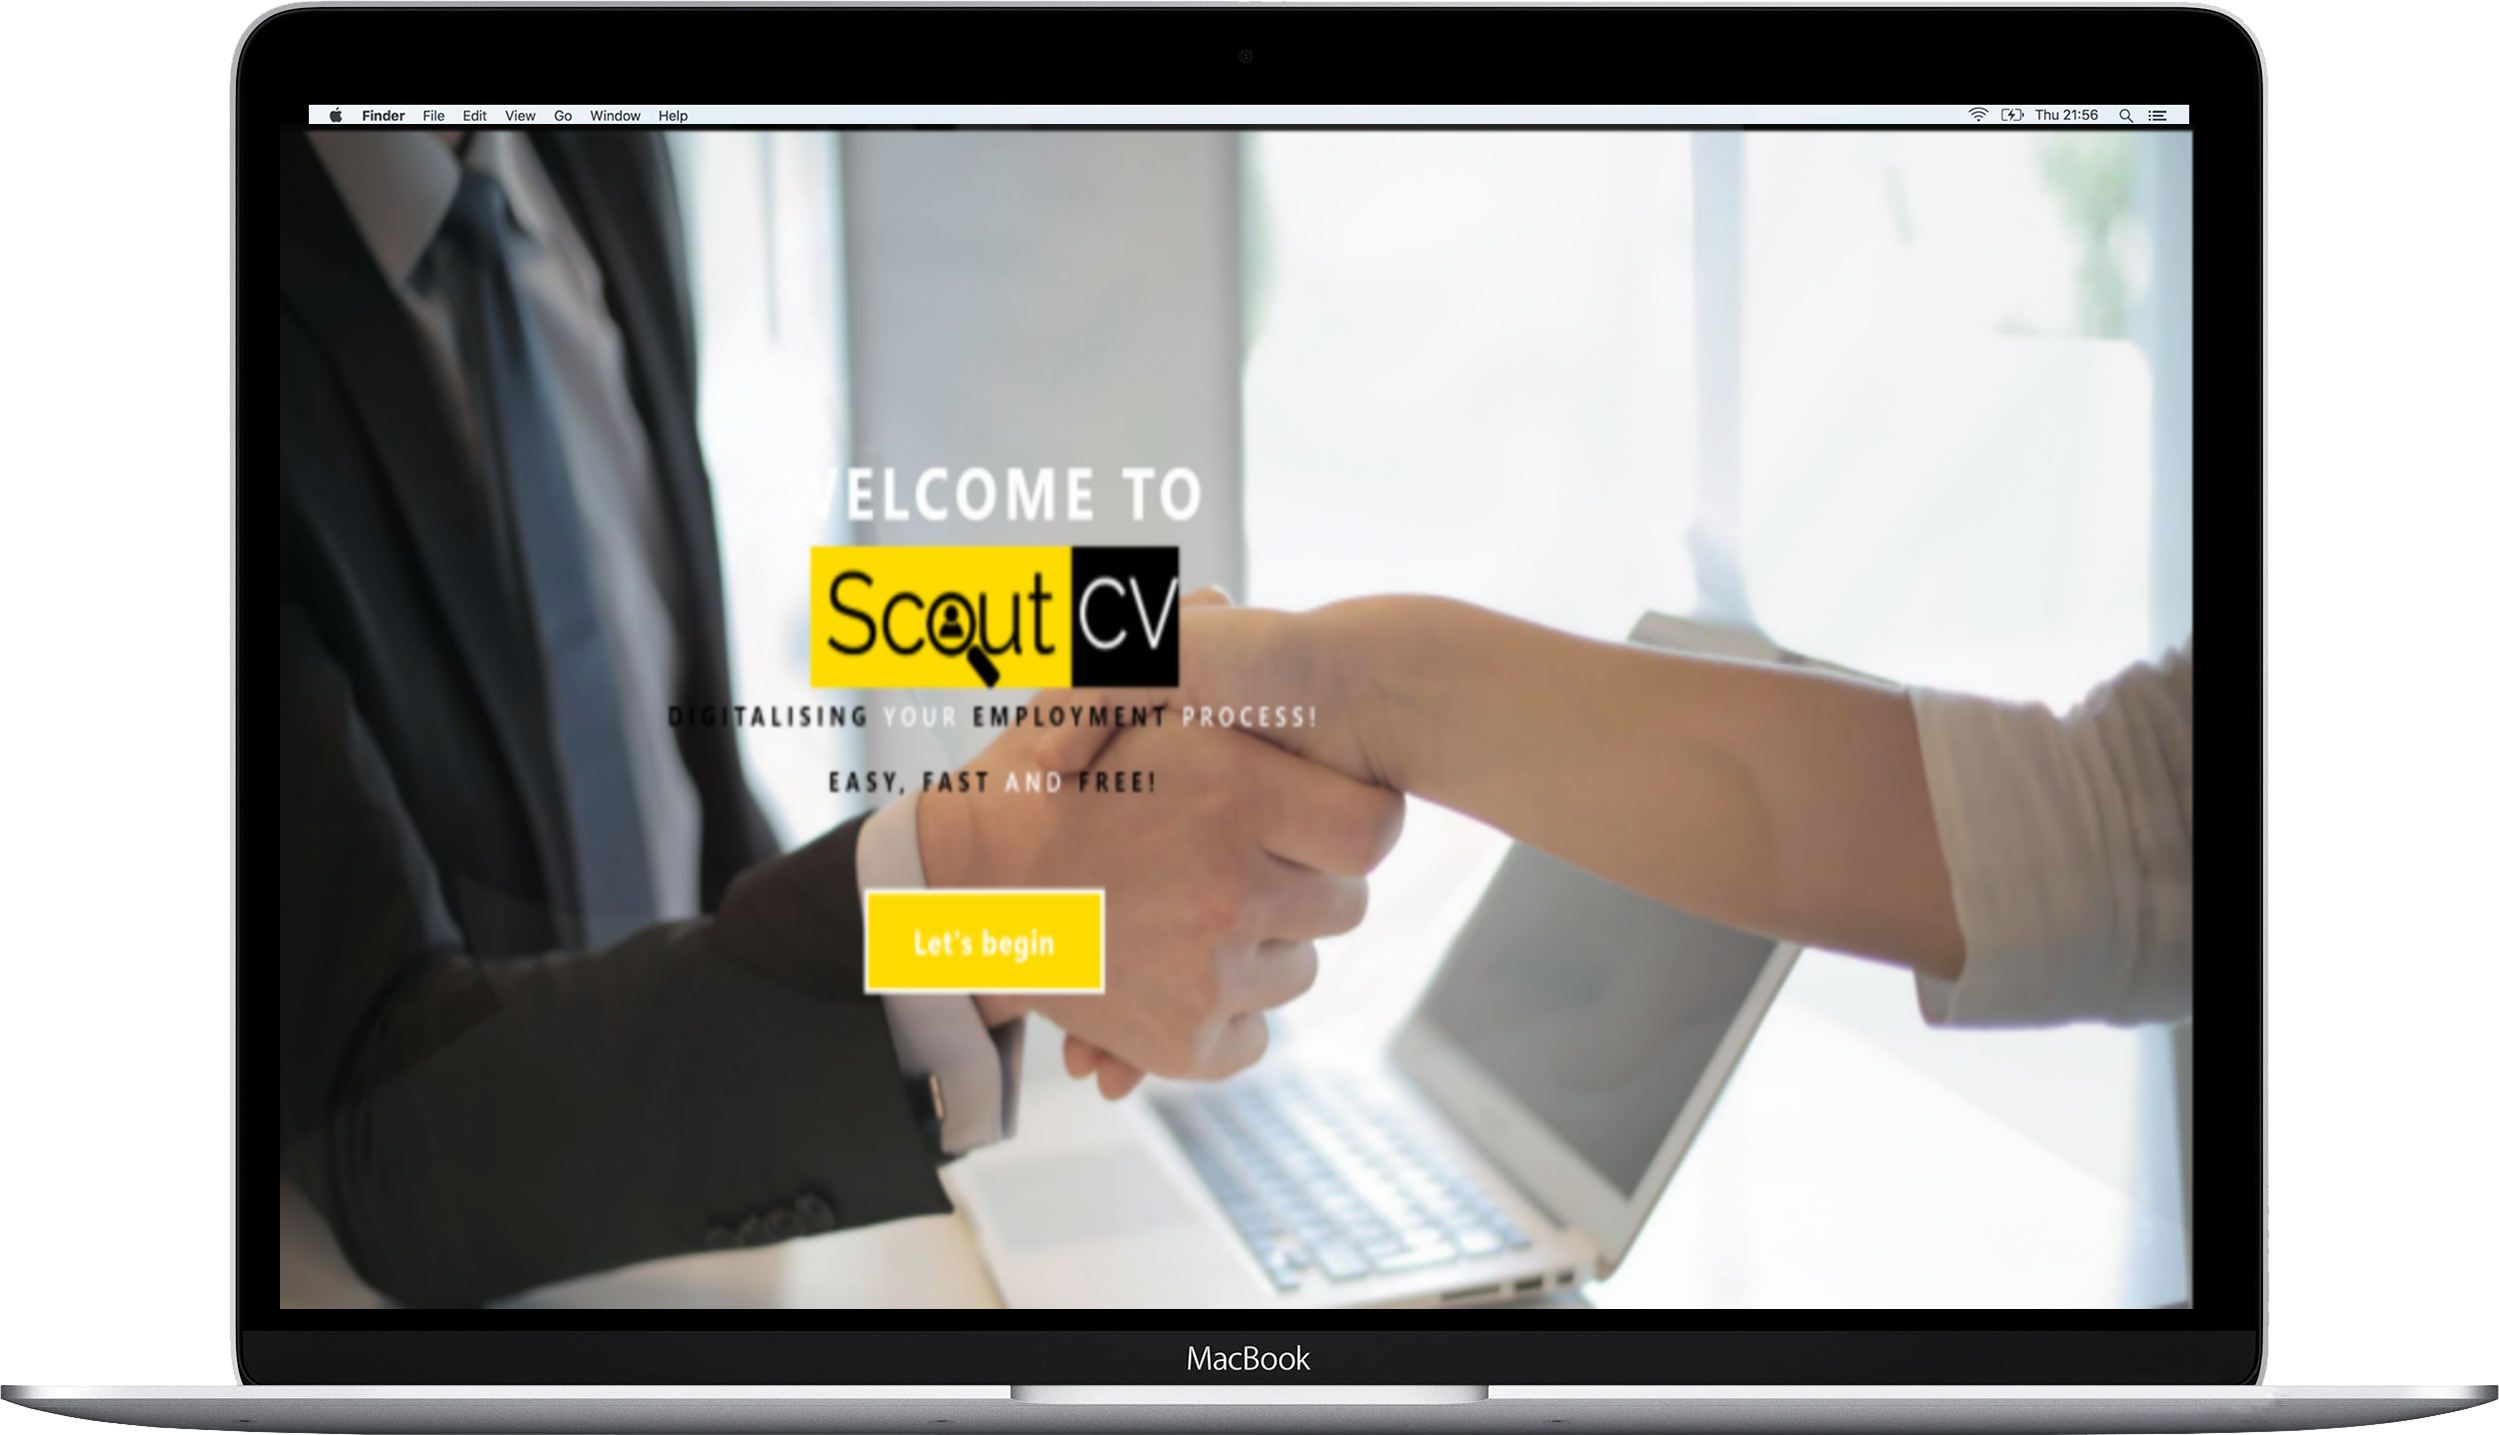 Finder File Edit View Go Window Help Thu 21:56
WELCOME TO
Scout CV
DIGITALISING YOUR EMPLOYMENT PROCESS!
EASY, FAST AND FREE!
Let's begin
MacBook